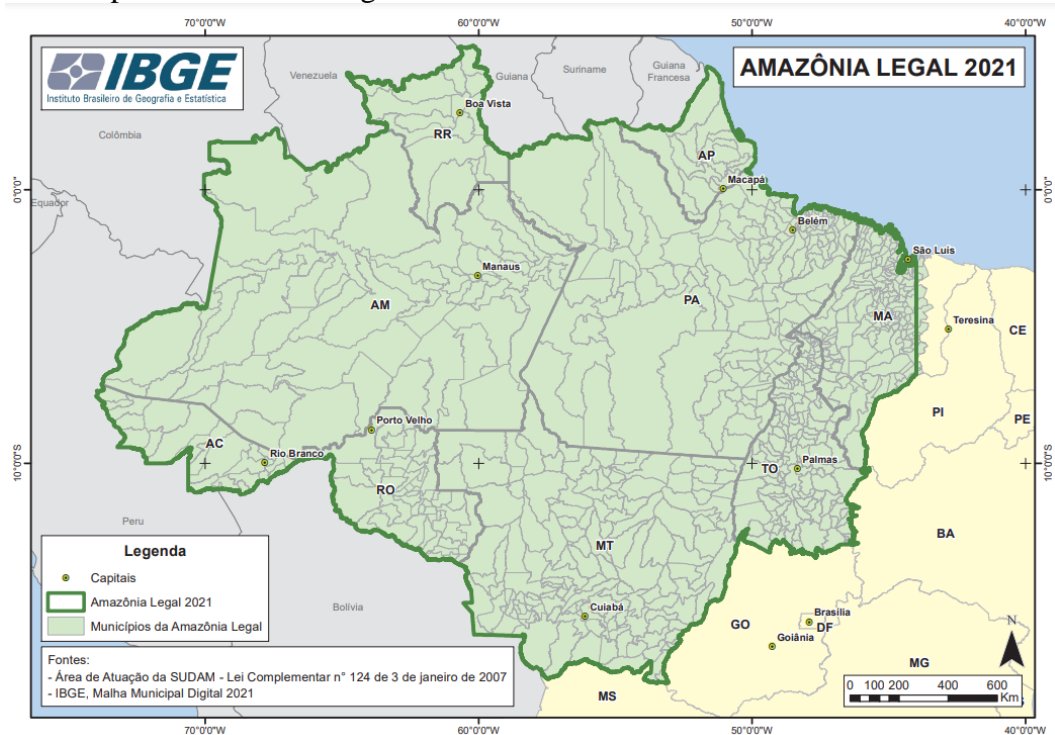 70°0'0"W 60°0'0"W 50°0'0"W 40°0'0"W
IBGE
Instituto Brasileiro de Geografia e Estatística
AMAZÔNIA LEGAL 2021
Venezuela
Guiana
Suriname
Guiana
Francesa
Colômbia
Boa Vista
RR
AP
Macapá
0°0'0"
0°0'0"
Equador
Belém
São Luís
Manaus
AM
PA
MA
Teresina
CE
PI
PE
Porto Velho
AC
Rio Branco
10°0'0"S
10°0'0"S
TO
Palmas
RO
Peru
BA
MT
Legenda
Capitais
Amazônia Legal 2021
Municípios da Amazônia Legal
Bolívia
Cuiabá
Brasília
GO
DF
Goiânia
N
MG
Fontes:
- Área de Atuação da SUDAM - Lei Complementar n° 124 de 3 de janeiro de 2007
- IBGE, Malha Municipal Digital 2021
MS
0 100 200 400 600
Km
70°0'0"W 60°0'0"W 50°0'0"W 40°0'0"W